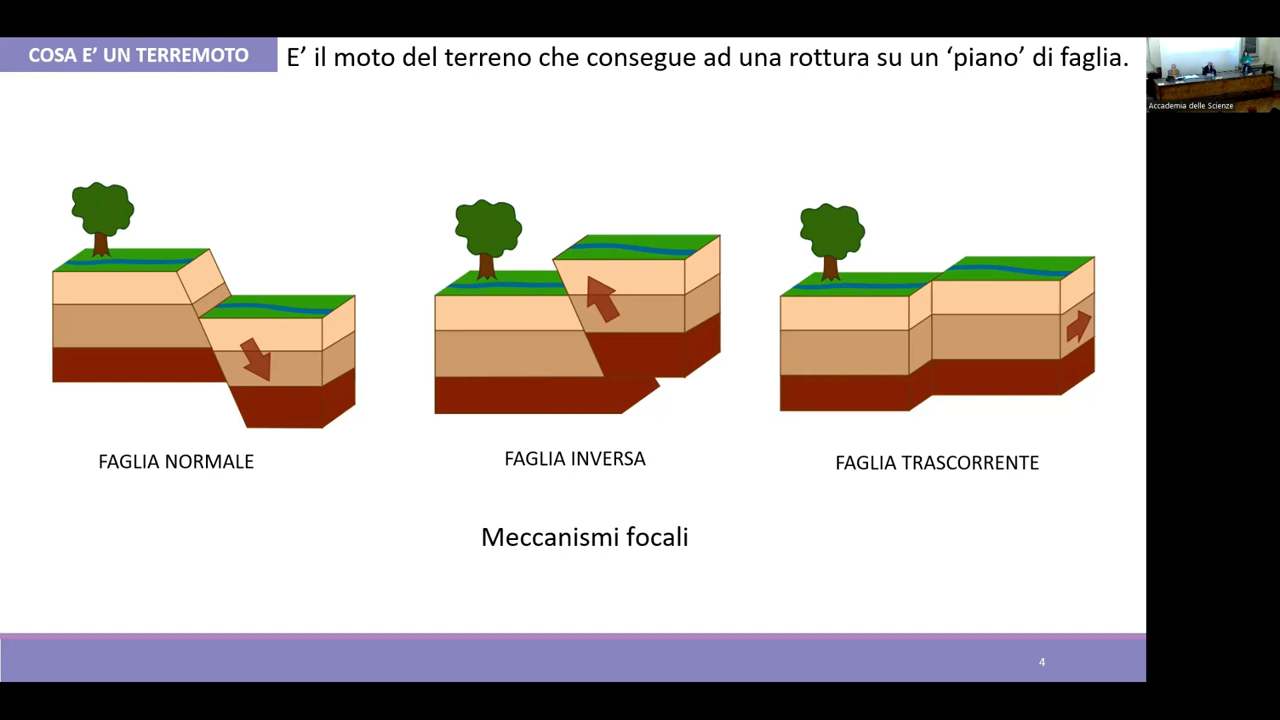 COSA E’ UN TERREMOTO
E’ il moto del terreno che consegue ad una rottura su un ‘piano’ di faglia.
Accademia delle Scienze
FAGLIA NORMALE
FAGLIA INVERSA
FAGLIA TRASCORRENTE
Meccanismi focali
4